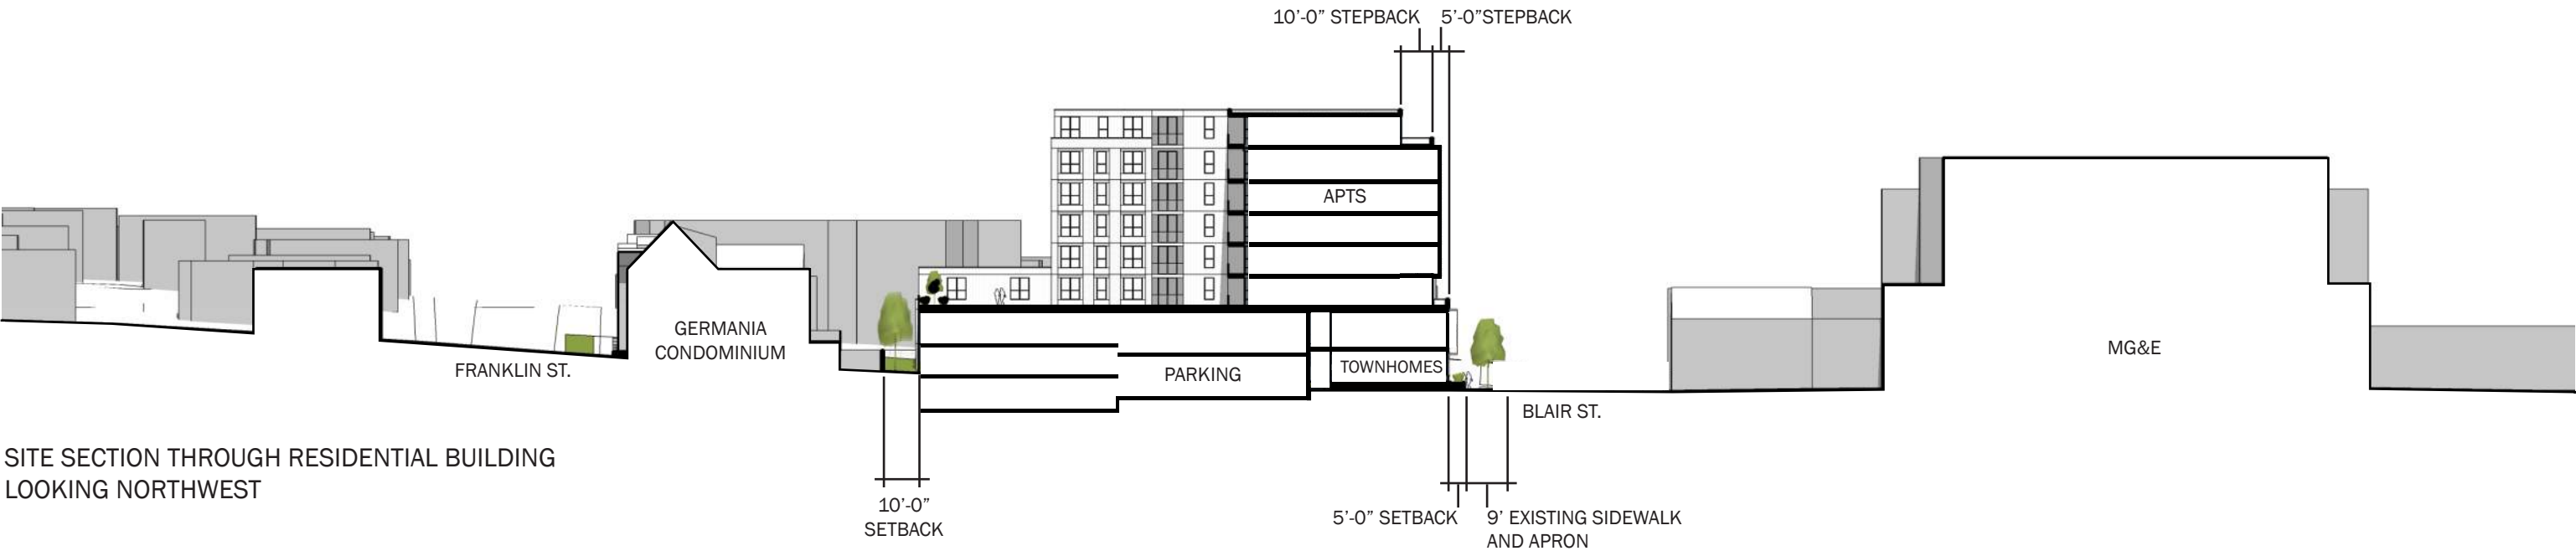 10’-0” STEPBACK
5’-0”STEPBACK
APTS
GERMANIA
CONDOMINIUM
MG&E
FRANKLIN ST.
PARKING
TOWNHOMES
BLAIR ST.
SITE SECTION THROUGH RESIDENTIAL BUILDING
LOOKING NORTHWEST
10’-0”
SETBACK
5’-0” SETBACK
9’ EXISTING SIDEWALK
AND APRON